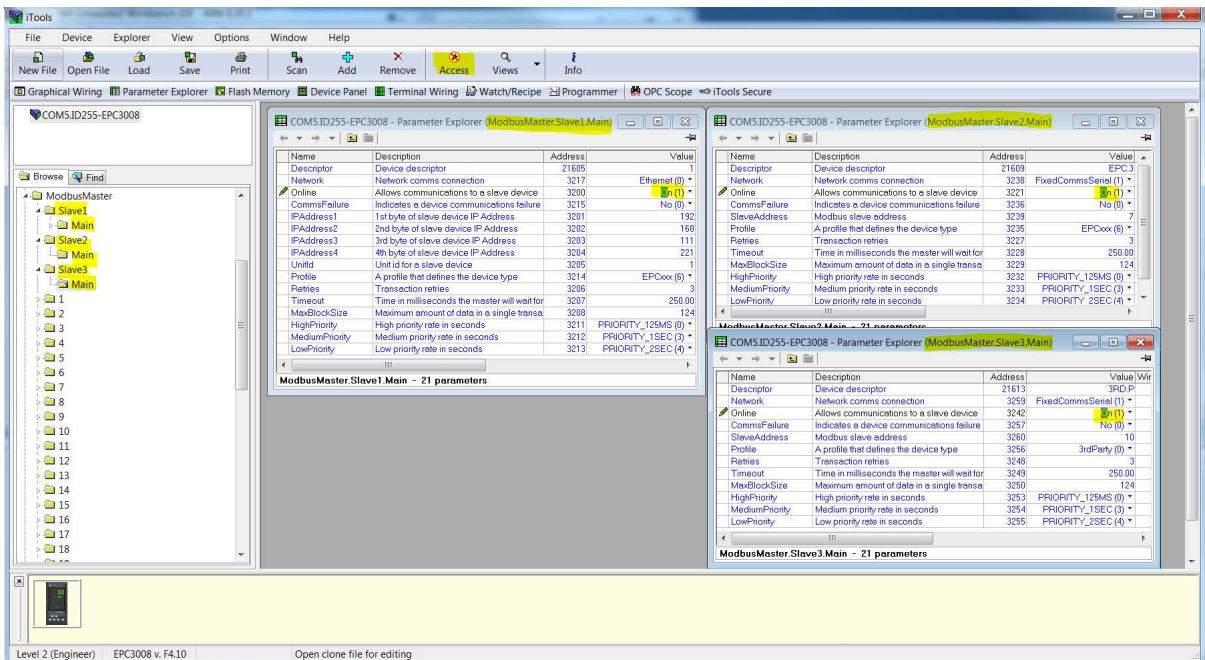 iTools
File Device Explorer View Options Window Help
New File Open File Load Save Print Scan Add Remove Access Views Info
Graphical Wiring Parameter Explorer Flash Memory Device Panel Terminal Wiring Watch/Recipe Programmer OPC Scope iTools Secure
COM5.ID255-EPC3008
Browse Find
ModbusMaster
Slave1
Main
Slave2
Main
Slave3
Main
1
2
3
4
5
6
7
8
9
10
11
12
13
14
15
16
17
18
COM5.ID255-EPC3008 - Parameter Explorer (ModbusMaster.Slave1.Main)
Name Description Address Value
Descriptor Device descriptor 21605 1
Network Network comms connection 3217 Ethernet (0)
Online Allows communications to a slave device 3200 On (1)
CommsFailure Indicates a device communications failure 3215 No (0)
IPAddress1 1st byte of slave device IP Address 3201 192
IPAddress2 2nd byte of slave device IP Address 3202 168
IPAddress3 3rd byte of slave device IP Address 3203 111
IPAddress4 4th byte of slave device IP Address 3204 221
UnitId Unit id for a slave device 3205 1
Profile A profile that defines the device type 3214 EPCxxx (6)
Retries Transaction retries 3206 3
Timeout Time in milliseconds the master will wait for 3207 250.00
MaxBlockSize Maximum amount of data in a single transa 3208 124
HighPriority High priority rate in seconds 3211 PRIORITY_125MS (0)
MediumPriority Medium priority rate in seconds 3212 PRIORITY_1SEC (3)
LowPriority Low priority rate in seconds 3213 PRIORITY_2SEC (4)
ModbusMaster.Slave1.Main - 21 parameters
COM5.ID255-EPC3008 - Parameter Explorer (ModbusMaster.Slave2.Main)
Name Description Address Value
Descriptor Device descriptor 21609 EPC.3
Network Network comms connection 3238 FixedCommsSerial (1)
Online Allows communications to a slave device 3221 On (1)
CommsFailure Indicates a device communications failure 3236 No (0)
SlaveAddress Modbus slave address 3239 7
Profile A profile that defines the device type 3235 EPCxxx (6)
Retries Transaction retries 3227 3
Timeout Time in milliseconds the master will wait for 3228 250.00
MaxBlockSize Maximum amount of data in a single transa 3229 124
HighPriority High priority rate in seconds 3232 PRIORITY_125MS (0)
MediumPriority Medium priority rate in seconds 3233 PRIORITY_1SEC (3)
LowPriority Low priority rate in seconds 3234 PRIORITY_2SEC (4)
ModbusMaster.Slave2.Main - 21 parameters
COM5.ID255-EPC3008 - Parameter Explorer (ModbusMaster.Slave3.Main)
Name Description Address Value Wir
Descriptor Device descriptor 21613 3RD.P
Network Network comms connection 3259 FixedCommsSerial (1)
Online Allows communications to a slave device 3242 On (1)
CommsFailure Indicates a device communications failure 3257 No (0)
SlaveAddress Modbus slave address 3260 10
Profile A profile that defines the device type 3256 3rdParty (0)
Retries Transaction retries 3248 3
Timeout Time in milliseconds the master will wait for 3249 250.00
MaxBlockSize Maximum amount of data in a single transa 3250 124
HighPriority High priority rate in seconds 3253 PRIORITY_125MS (0)
MediumPriority Medium priority rate in seconds 3254 PRIORITY_1SEC (3)
LowPriority Low priority rate in seconds 3255 PRIORITY_2SEC (4)
ModbusMaster.Slave3.Main - 21 parameters
Level 2 (Engineer) EPC3008 v. F4.10 Open clone file for editing